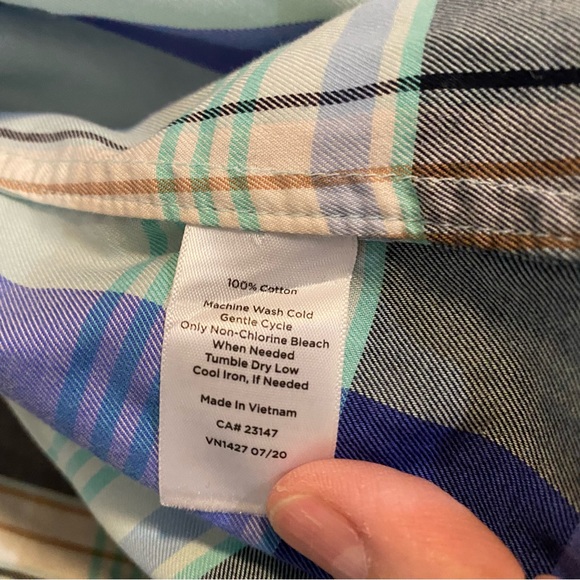 100% Cotton
Machine Wash Cold
Gentle Cycle
Only Non-Chlorine Bleach
When Needed
Tumble Dry Low
Cool Iron, If Needed
Made In Vietnam
CA# 23147
VN1427 07/20